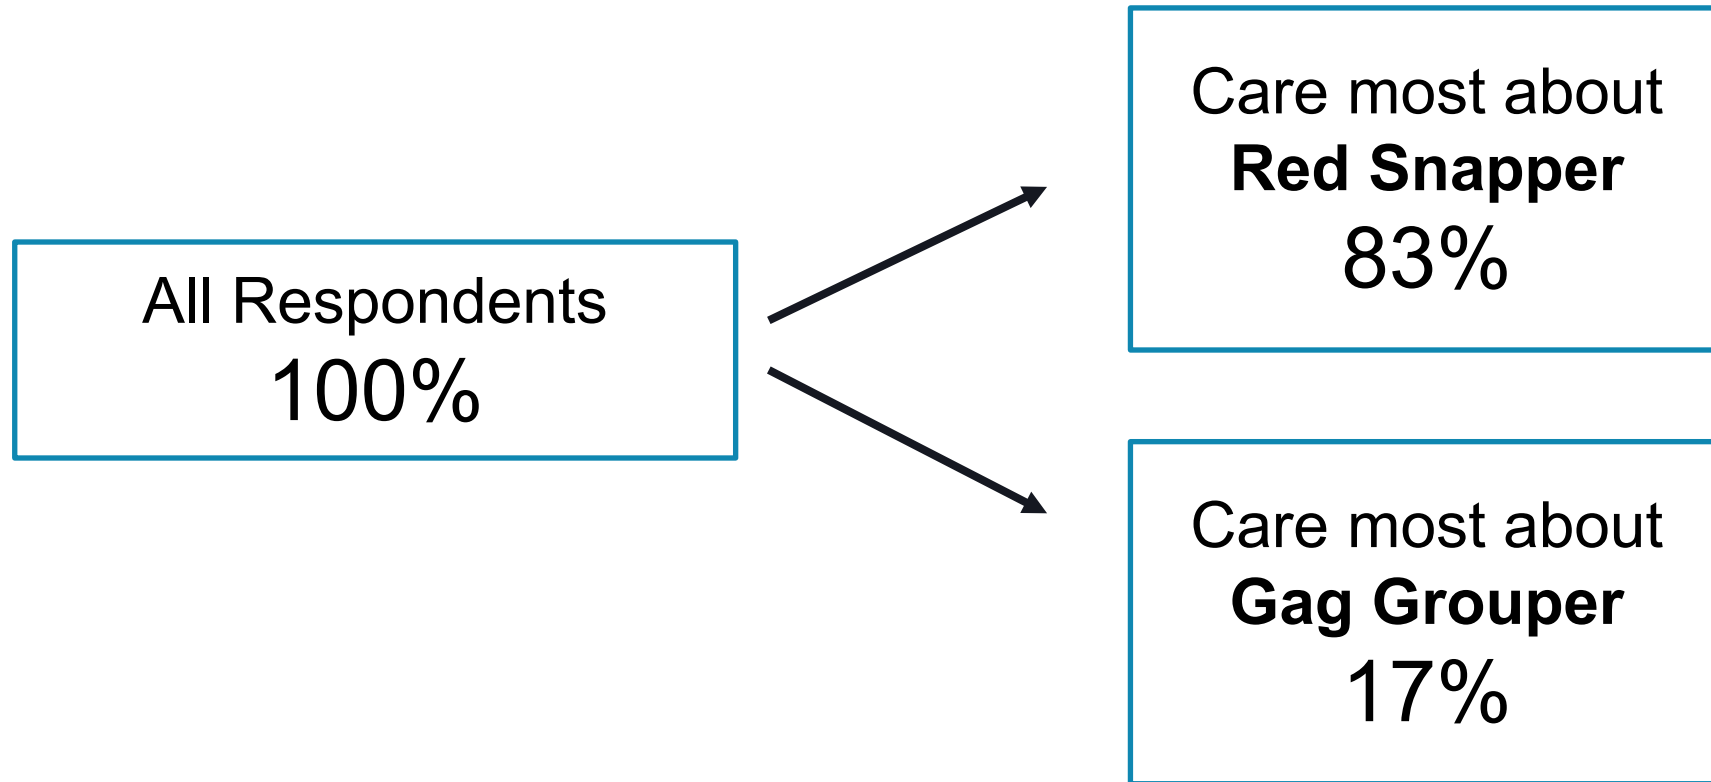 All Respondents
100%
Care most about
Red Snapper
83%
Care most about
Gag Grouper
17%